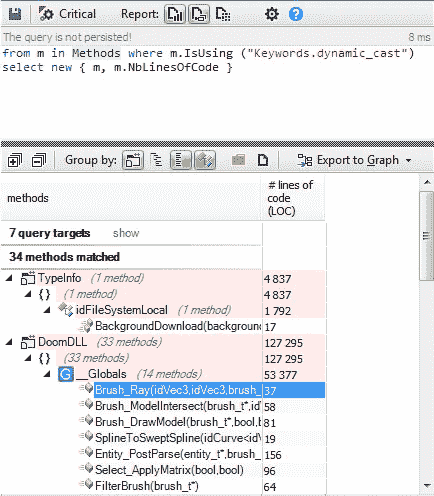 Critical Report:
The query is not persisted! 8 ms
from m in Methods where m.IsUsing ("Keywords.dynamic_cast")
select new { m, m.NbLinesOfCode }
Group by: Export to Graph
methods # lines of code (LOC)
7 query targets show
34 methods matched
TypeInfo (1 method) 4 837
{ } (1 method) 4 837
idFileSystemLocal (1 method) 1 792
BackgroundDownload(backgroun 17
DoomDLL (33 methods) 127 295
{ } (33 methods) 127 295
G __Globals (14 methods) 53 377
Brush_Ray(idVec3,idVec3,brush_ 37
Brush_ModelIntersect(brush_t*,id 58
Brush_DrawModel(brush_t*,bool,b 81
SplineToSweptSpline(idCurve<id 19
Entity_PostParse(entity_t*,brush_ 156
Select_ApplyMatrix(bool,bool) 96
FilterBrush(brush_t*) 64